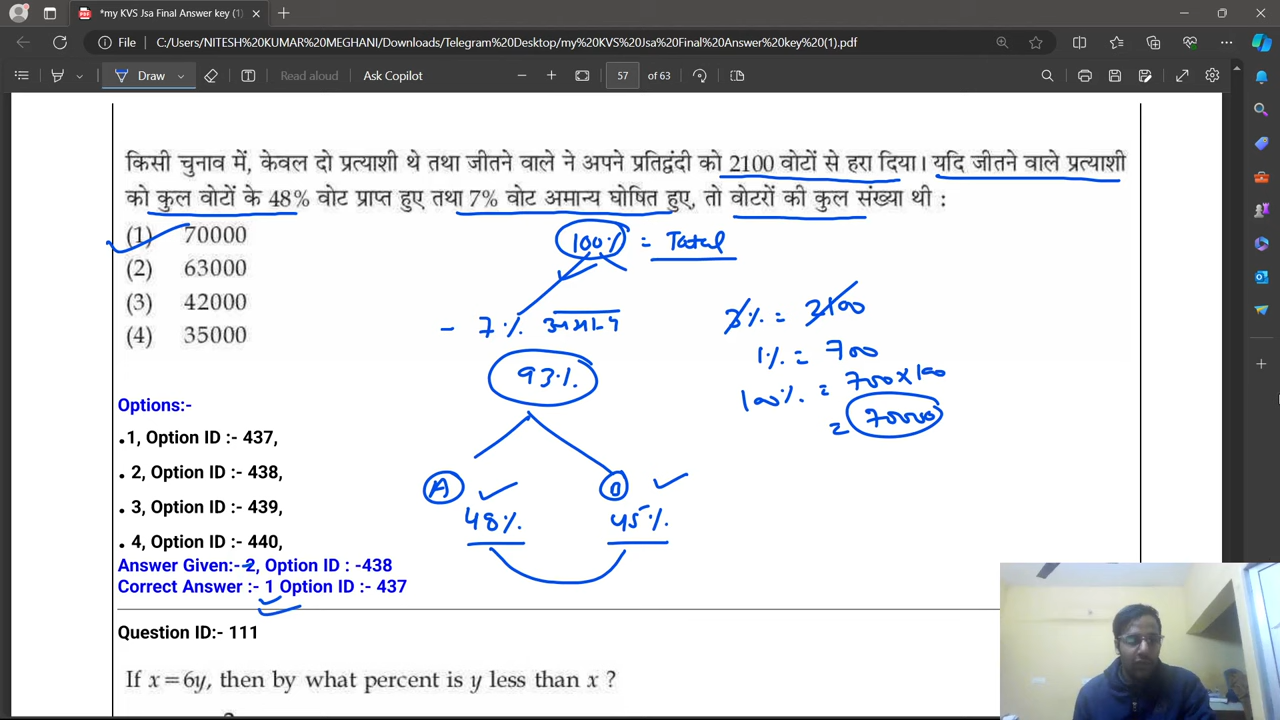 *my KVS Jsa Final Answer key (1)
File
C:/Users/NITESH%20KUMAR%20MEGHANI/Downloads/Telegram%20Desktop/my%20KVS%20Jsa%20Final%20Answer%20key%20(1).pdf
Draw
Read aloud
Ask Copilot
57 of 63
किसी चुनाव में, केवल दो प्रत्याशी थे तथा जीतने वाले ने अपने प्रतिद्वंदी को 2100 वोटों से हरा दिया। यदि जीतने वाले प्रत्याशी
को कुल वोटों के 48% वोट प्राप्त हुए तथा 7% वोट अमान्य घोषित हुए, तो वोटरों की कुल संख्या थी :
(1) 70000
(2) 63000
(3) 42000
(4) 35000
100% = Total
- 7% अमान्य
93%
A 48%
B 45%
3% = 2100
1% = 700
100% = 700×100
= 70000
Options:-
.1, Option ID :- 437,
. 2, Option ID :- 438,
. 3, Option ID :- 439,
. 4, Option ID :- 440,
Answer Given:- 2, Option ID : -438
Correct Answer :- 1 Option ID :- 437
Question ID:- 111
If x=6y, then by what percent is y less than x ?